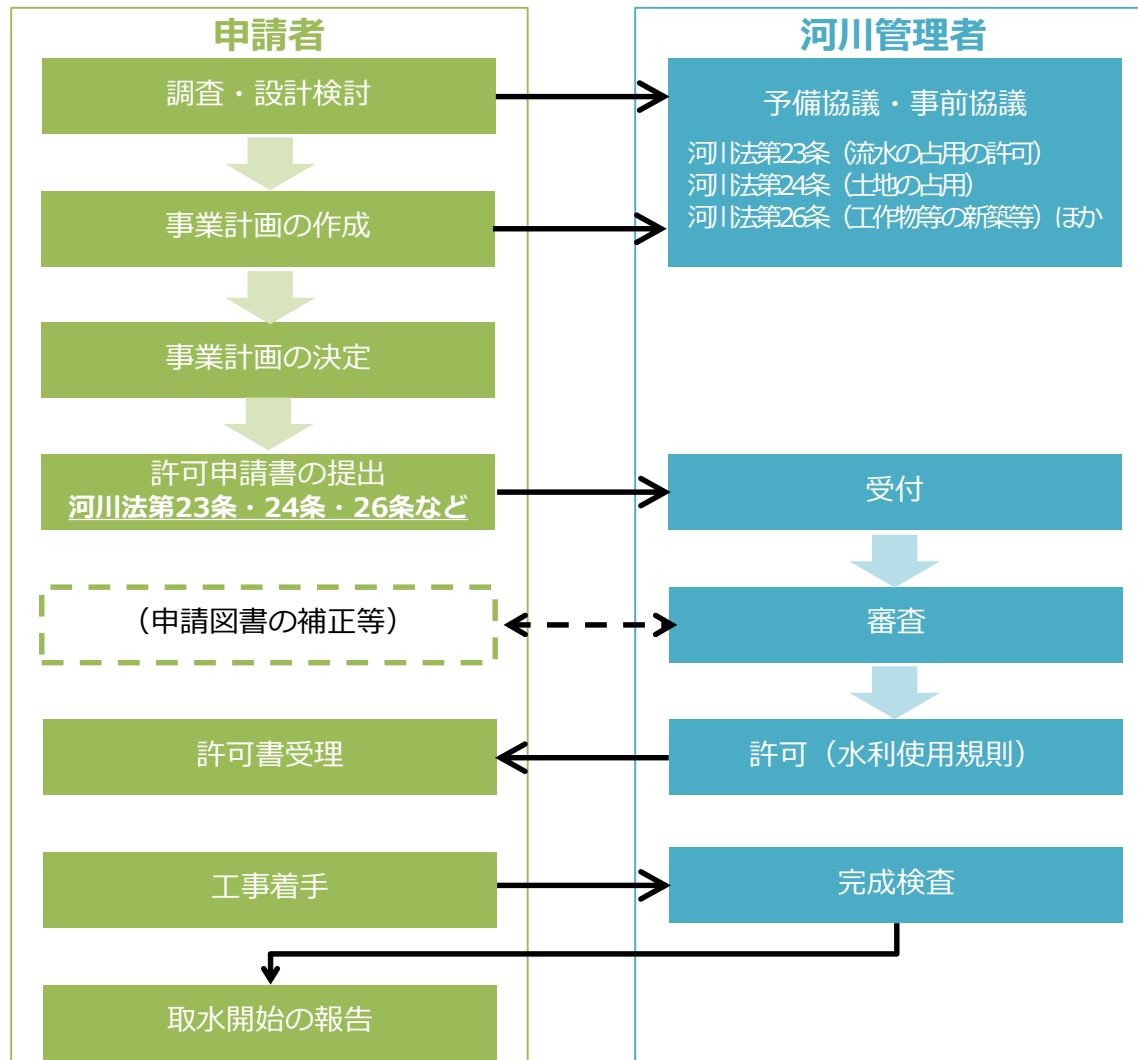 申請者
調査・設計検討
事業計画の作成
事業計画の決定
許可申請書の提出
河川法第23条・24条・26条など
（申請図書の補正等）
許可書受理
工事着手
取水開始の報告
河川管理者
予備協議・事前協議
河川法第23条（流水の占用の許可）
河川法第24条（土地の占用）
河川法第26条（工作物等の新築等）ほか
受付
審査
許可（水利使用規則）
完成検査